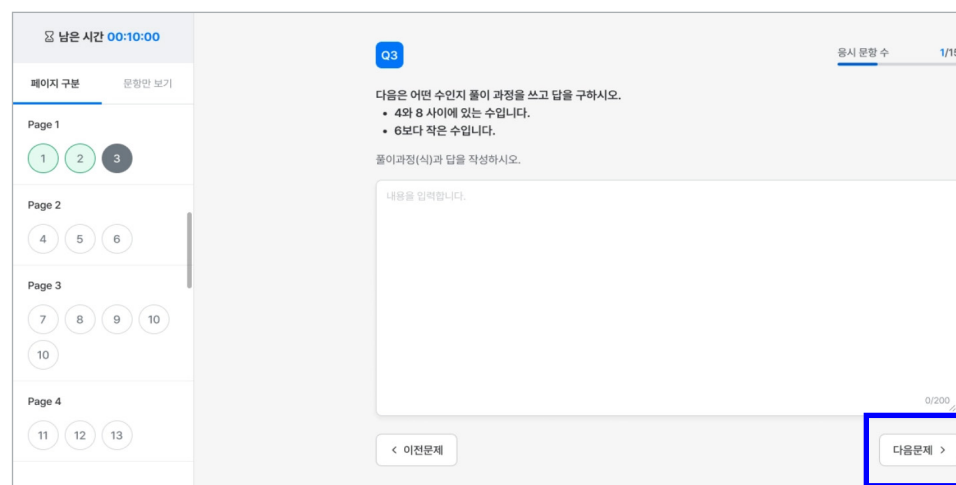 남은 시간 00:10:00
페이지 구분 문항만 보기
Page 1
1 2 3
Page 2
4 5 6
Page 3
7 8 9 10
10
Page 4
11 12 13
Q3
응시 문항 수 1/15
다음은 어떤 수인지 풀이 과정을 쓰고 답을 구하시오.
• 4와 8 사이에 있는 수입니다.
• 6보다 작은 수입니다.
풀이과정(식)과 답을 작성하시오.
내용을 입력합니다.
0/200
< 이전문제
다음문제 >